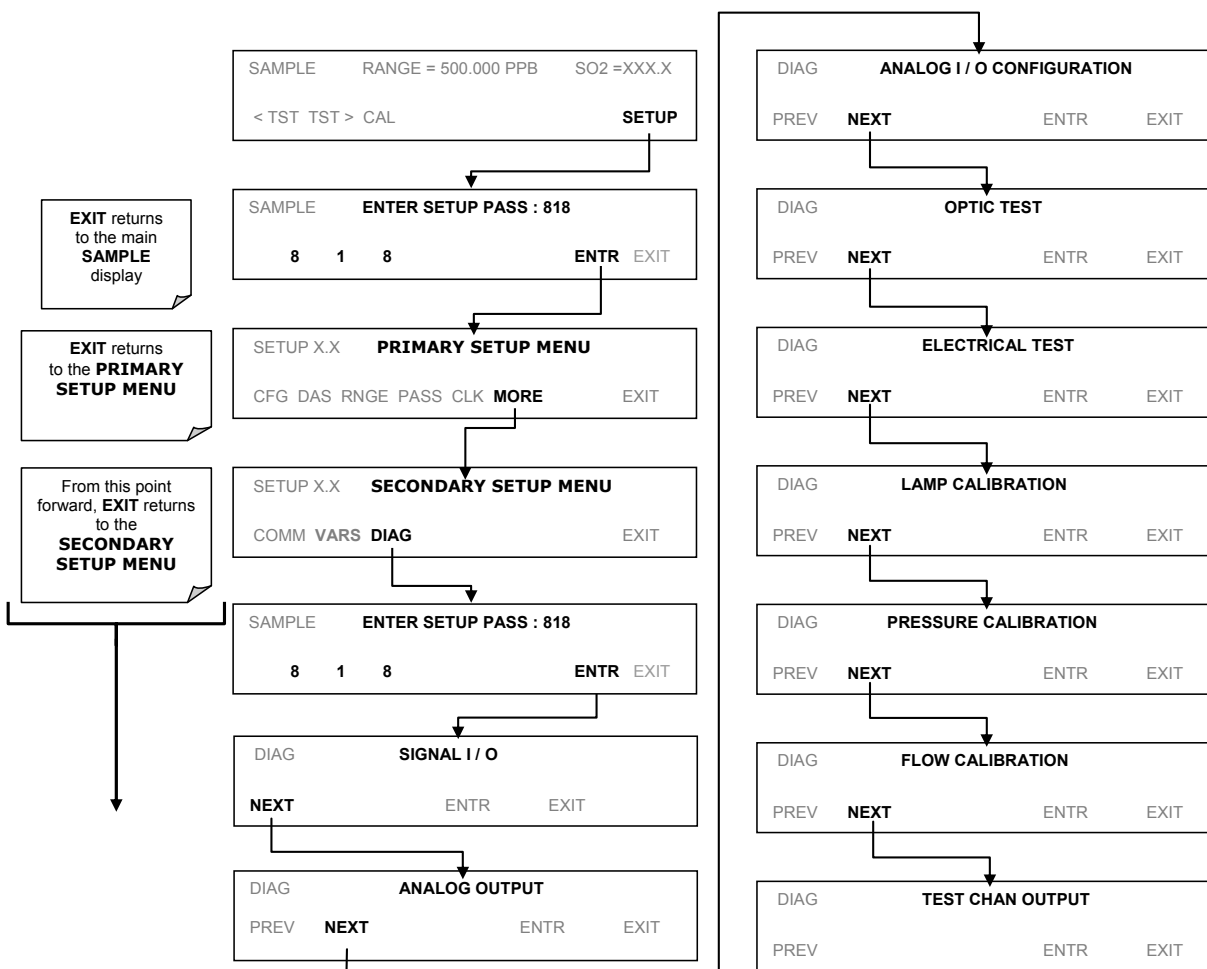 SAMPLE RANGE = 500.000 PPB SO2 =XXX.X
< TST TST > CAL SETUP
EXIT returns
to the main
SAMPLE
display
SAMPLE ENTER SETUP PASS : 818
8 1 8 ENTR EXIT
EXIT returns
to the PRIMARY
SETUP MENU
SETUP X.X PRIMARY SETUP MENU
CFG DAS RNGE PASS CLK MORE EXIT
From this point
forward, EXIT returns
to the
SECONDARY
SETUP MENU
SETUP X.X SECONDARY SETUP MENU
COMM VARS DIAG EXIT
SAMPLE ENTER SETUP PASS : 818
8 1 8 ENTR EXIT
DIAG SIGNAL I / O
NEXT ENTR EXIT
DIAG ANALOG OUTPUT
PREV NEXT ENTR EXIT
DIAG ANALOG I / O CONFIGURATION
PREV NEXT ENTR EXIT
DIAG OPTIC TEST
PREV NEXT ENTR EXIT
DIAG ELECTRICAL TEST
PREV NEXT ENTR EXIT
DIAG LAMP CALIBRATION
PREV NEXT ENTR EXIT
DIAG PRESSURE CALIBRATION
PREV NEXT ENTR EXIT
DIAG FLOW CALIBRATION
PREV NEXT ENTR EXIT
DIAG TEST CHAN OUTPUT
PREV ENTR EXIT